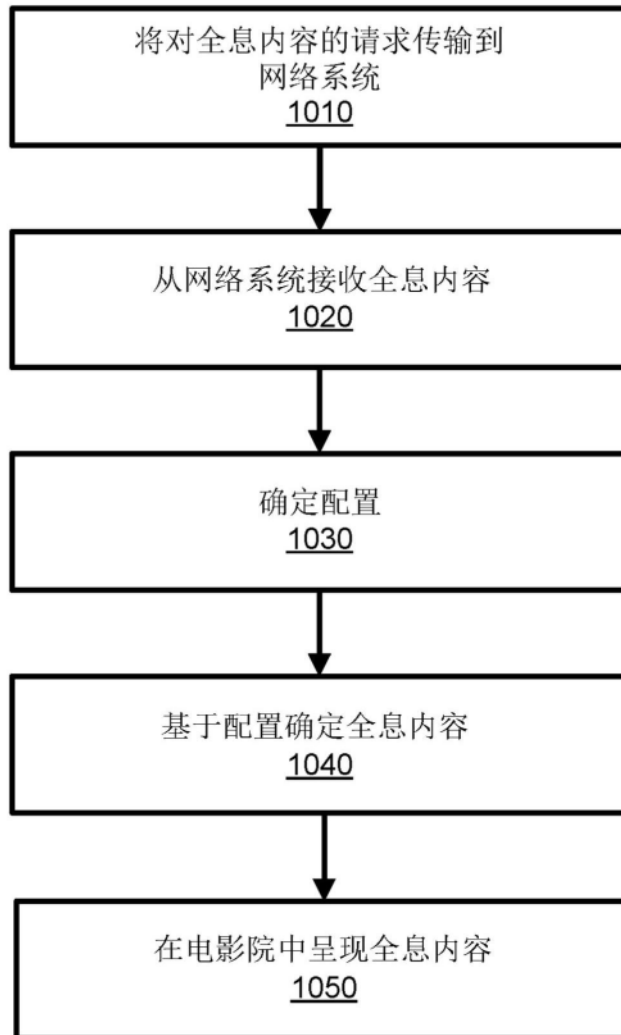 将对全息内容的请求传输到
网络系统
1010
从网络系统接收全息内容
1020
确定配置
1030
基于配置确定全息内容
1040
在电影院中呈现全息内容
1050